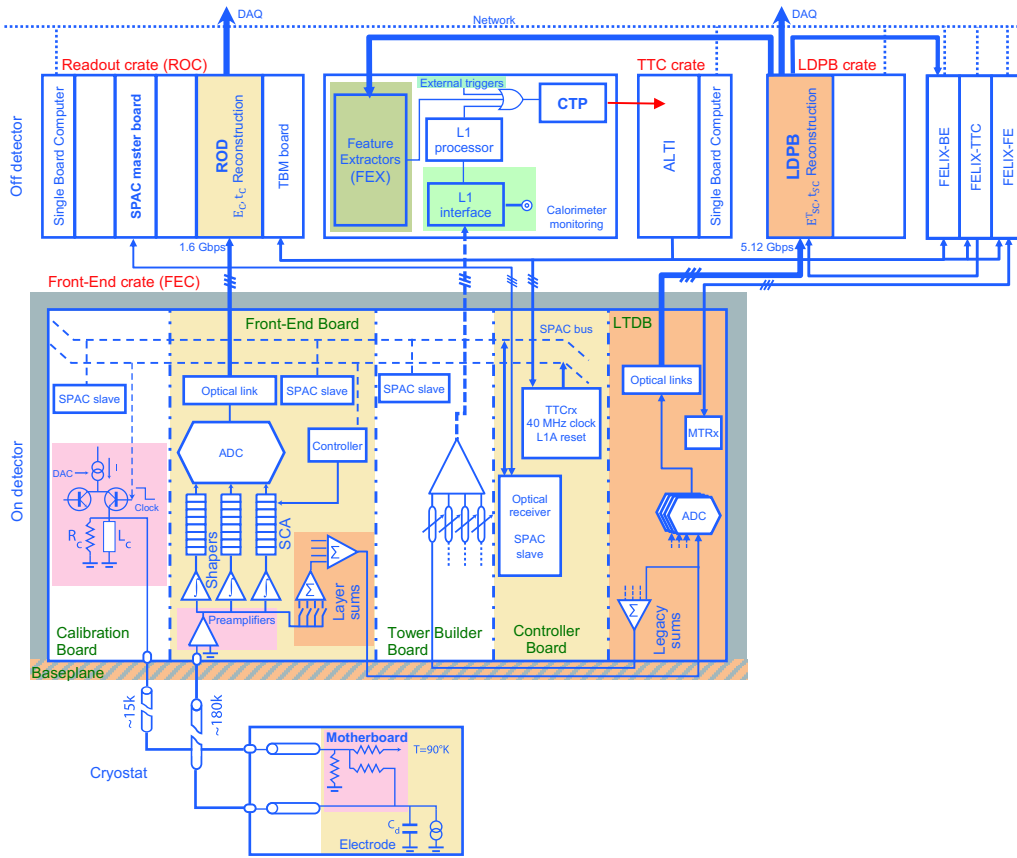 DAQ
DAQ
Network
Readout crate (ROC)
TTC crate
LDPB crate
Off detector
Single Board Computer
SPAC master board
ROD
E_C, t_C Reconstruction
TBM board
Feature
Extractors
(FEX)
External triggers
L1
processor
L1
interface
CTP
Calorimeter
monitoring
ALTI
Single Board Computer
LDPB
E^T_SC, t_SC Reconstruction
FELIX-BE
FELIX-TTC
FELIX-FE
1.6 Gbps
5.12 Gbps
Front-End crate (FEC)
On detector
Front-End Board
SPAC bus
LTDB
SPAC slave
Optical link
SPAC slave
SPAC slave
Optical links
TTCrx
40 MHz clock
L1A reset
MTRx
Controller
ADC
DAC
I
Clock
R_c
L_c
Shapers
SCA
Optical
receiver
SPAC
slave
ADC
∫
∫
∫
Σ
Σ
Layer
sums
Σ
Legacy
sums
Preamplifiers
Calibration
Board
Tower Builder
Board
Controller
Board
Baseplane
~15k
~180k
Cryostat
Motherboard
T=90°K
C_d
Electrode